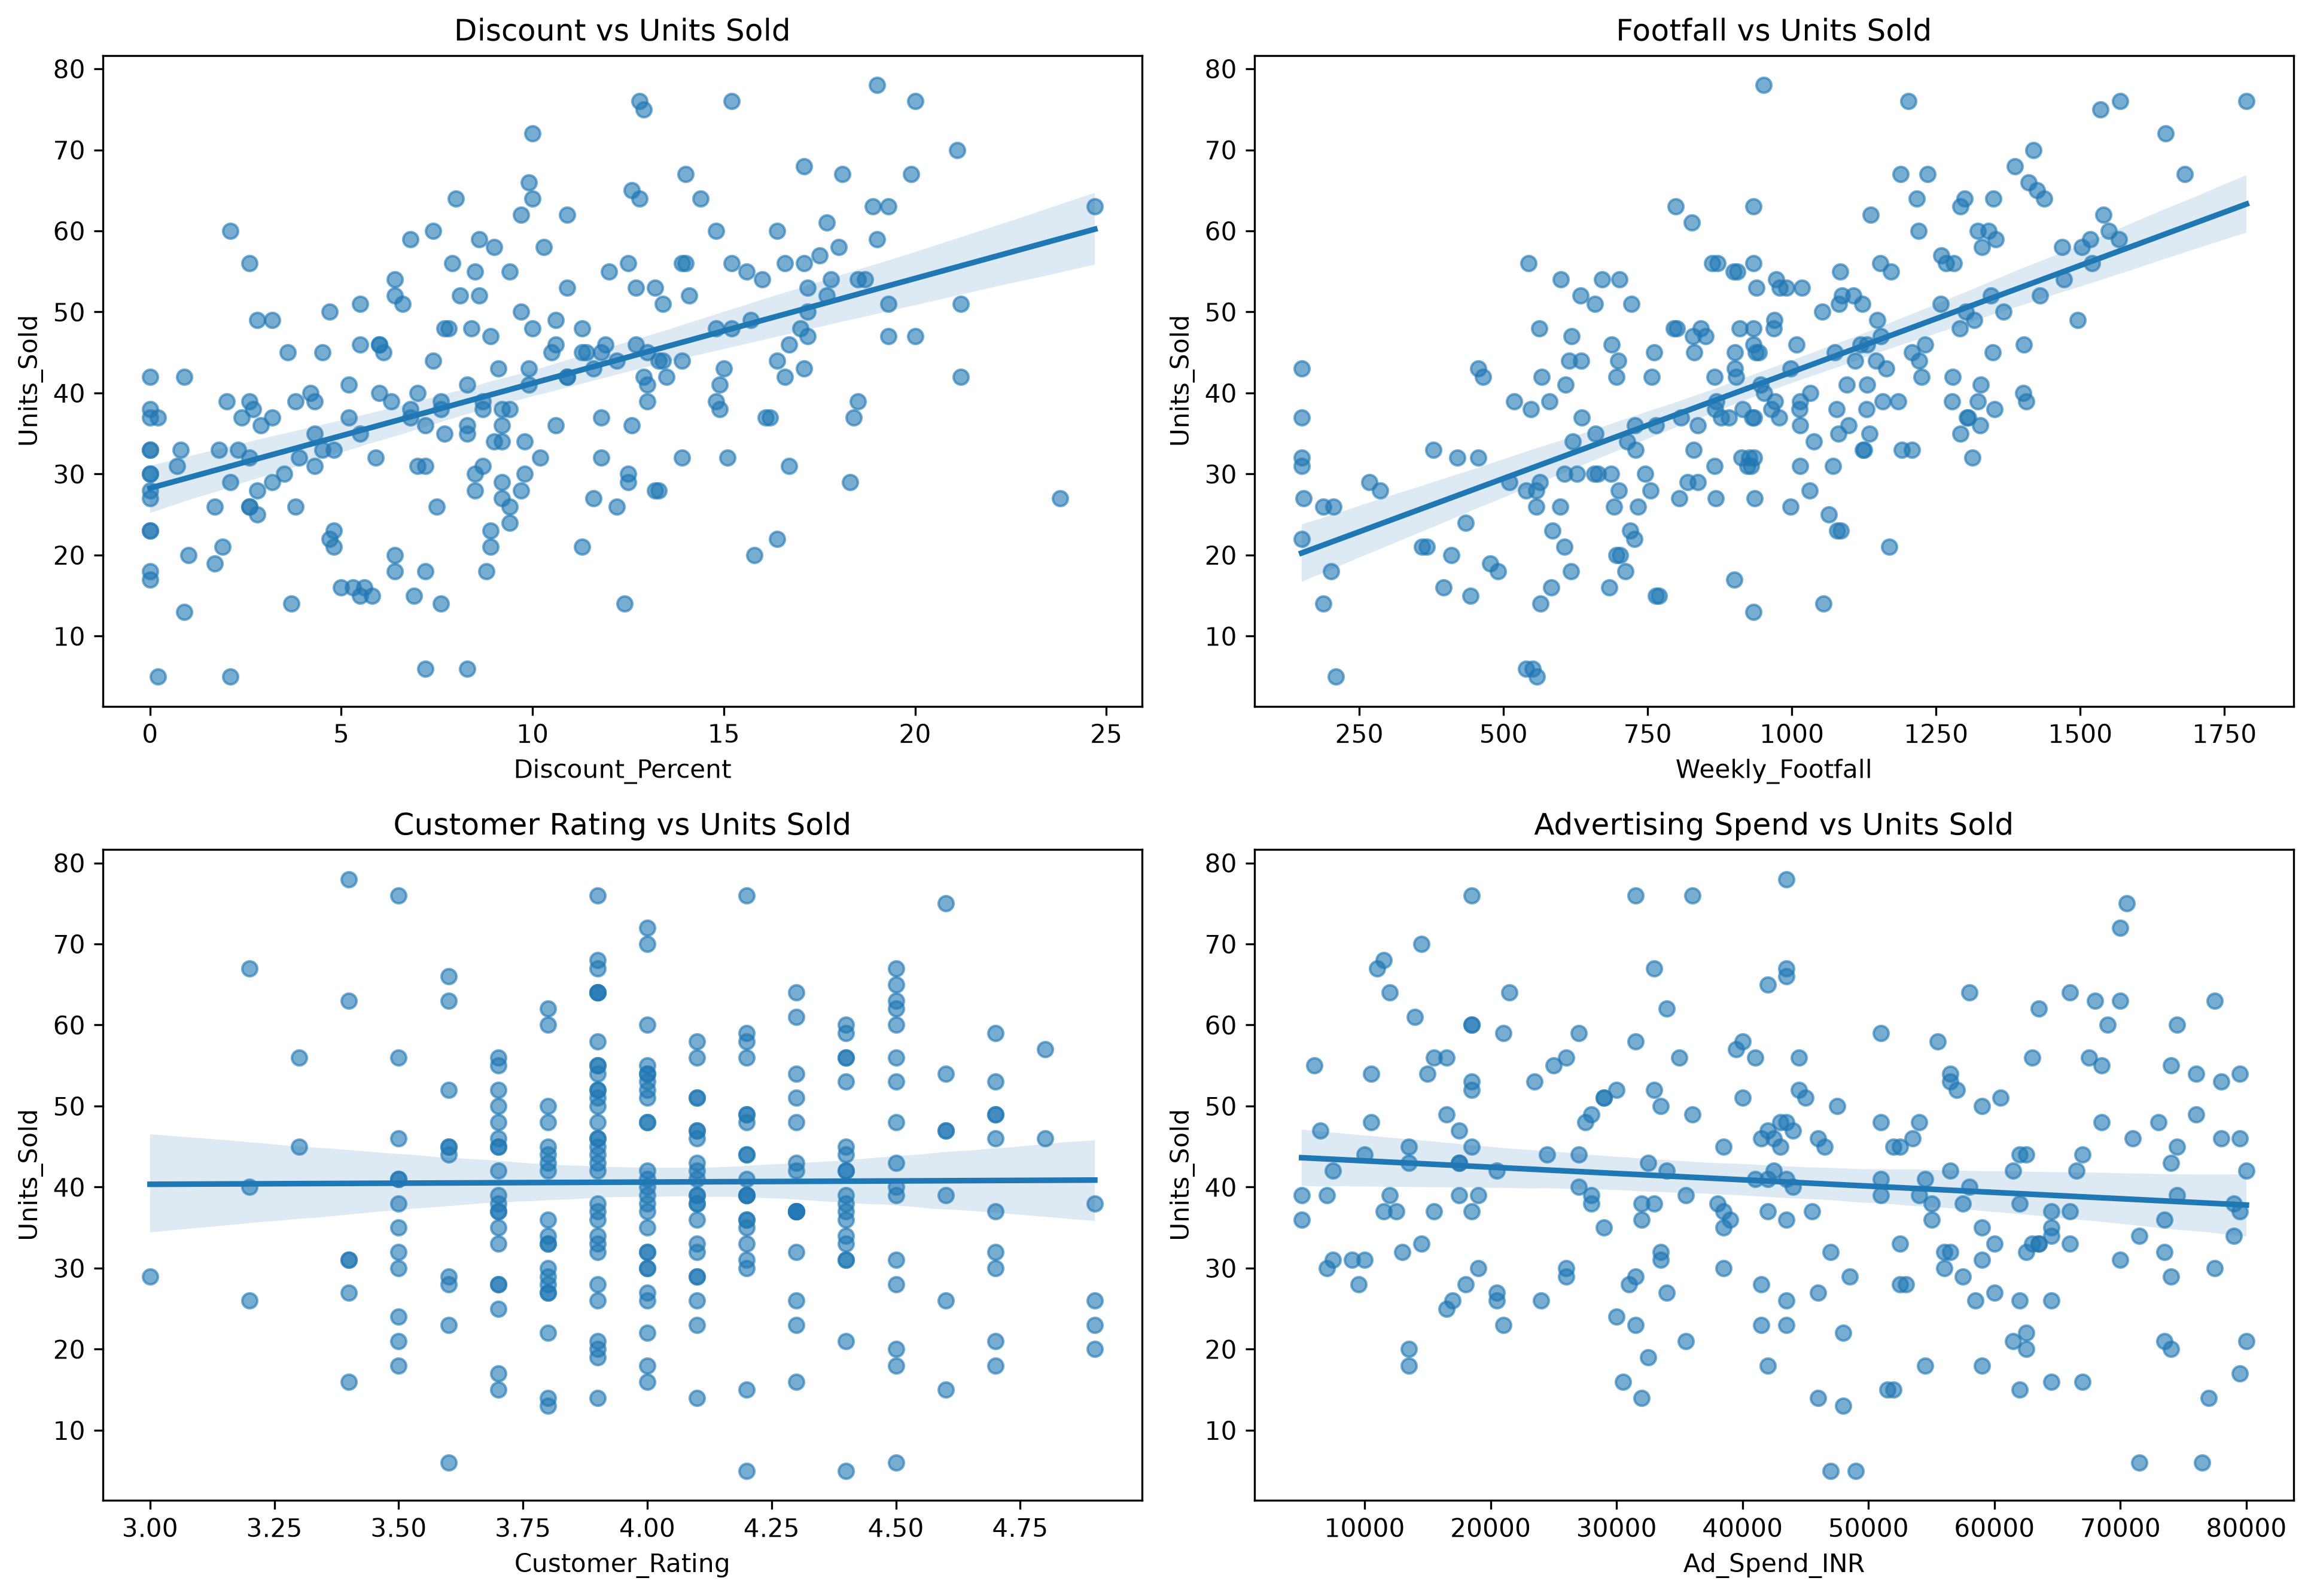 Discount vs Units Sold
80
70
60
50
40
30
20
10
Units_Sold
0 5 10 15 20 25
Discount_Percent
Footfall vs Units Sold
80
70
60
50
40
30
20
10
Units_Sold
250 500 750 1000 1250 1500 1750
Weekly_Footfall
Customer Rating vs Units Sold
80
70
60
50
40
30
20
10
Units_Sold
3.00 3.25 3.50 3.75 4.00 4.25 4.50 4.75
Customer_Rating
Advertising Spend vs Units Sold
80
70
60
50
40
30
20
10
Units_Sold
10000 20000 30000 40000 50000 60000 70000 80000
Ad_Spend_INR